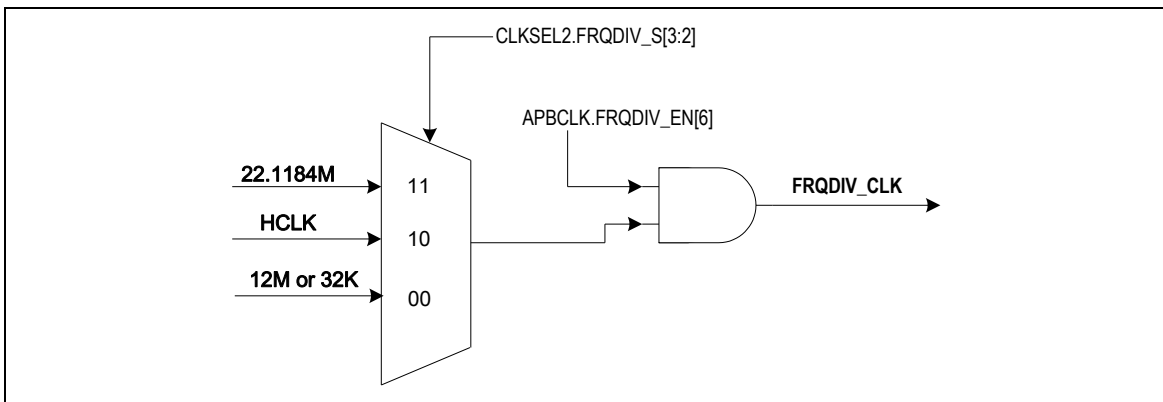 CLKSEL2.FRQDIV_S[3:2]
APBCLK.FRQDIV_EN[6]
22.1184M
11
FRQDIV_CLK
HCLK
10
12M or 32K
00